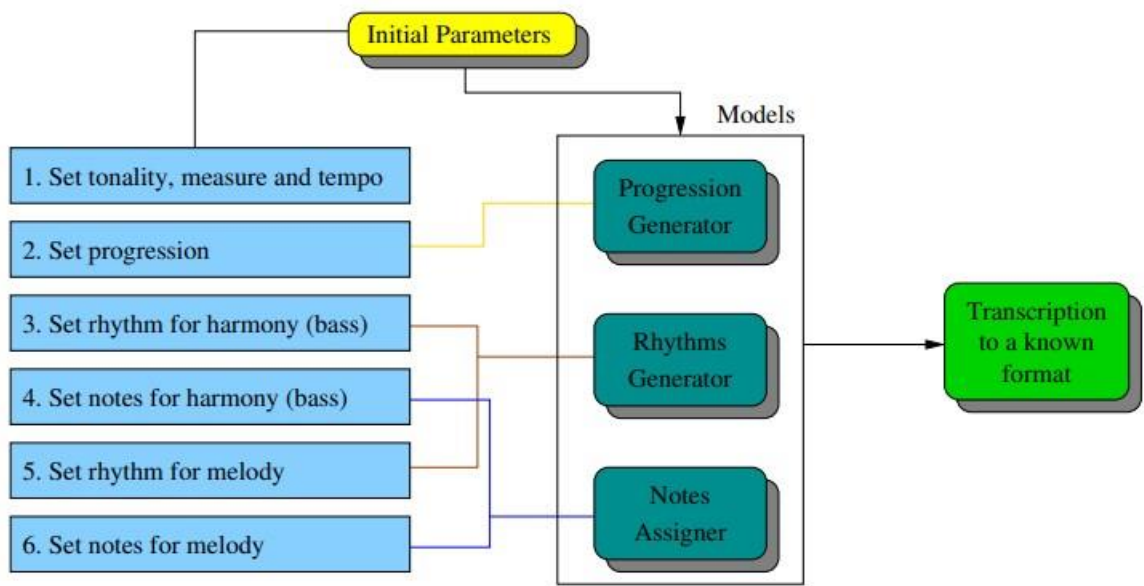 Initial Parameters
Models
1. Set tonality, measure and tempo
2. Set progression
3. Set rhythm for harmony (bass)
4. Set notes for harmony (bass)
5. Set rhythm for melody
6. Set notes for melody
Progression
Generator
Rhythms
Generator
Notes
Assigner
Transcription
to a known
format